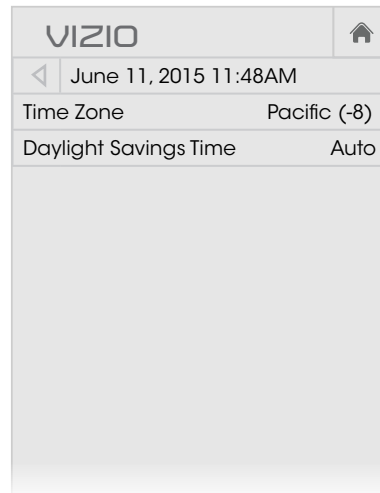 VIZIO
June 11, 2015 11:48AM
Time Zone Pacific (-8)
Daylight Savings Time Auto